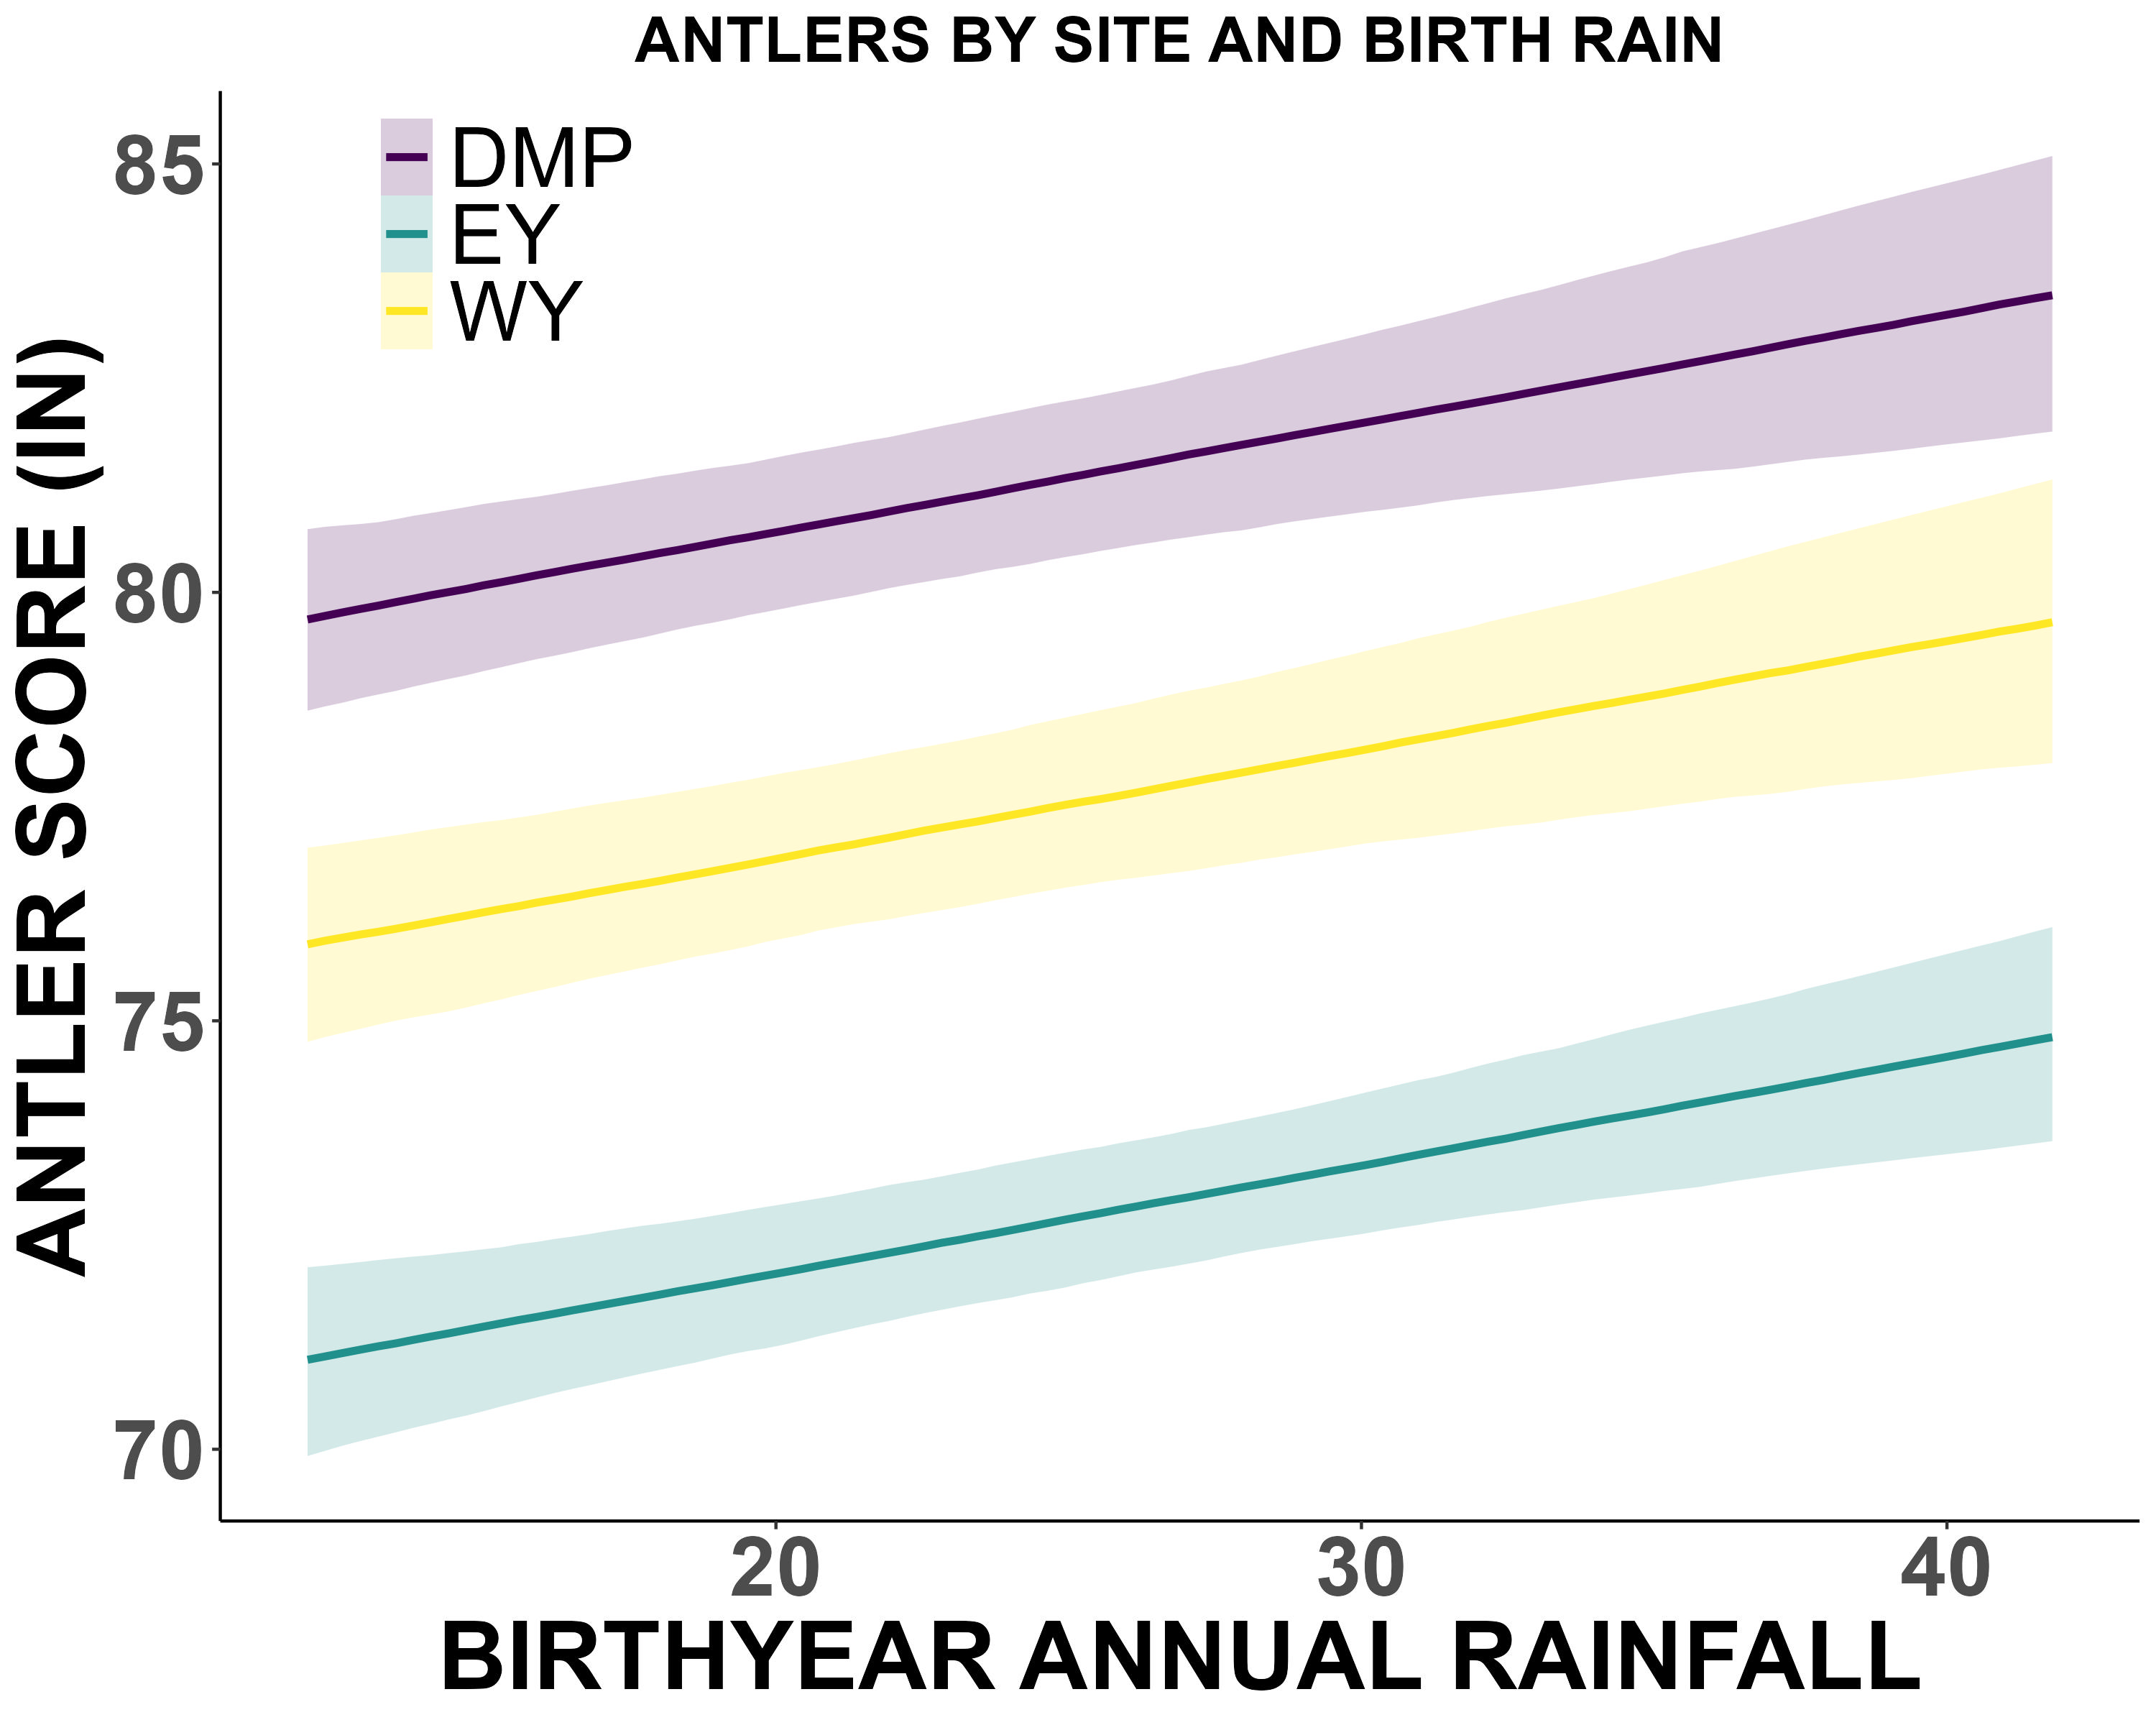 ANTLERS BY SITE AND BIRTH RAIN
DMP
EY
WY
ANTLER SCORE (IN)
85
80
75
70
20 30 40
BIRTHYEAR ANNUAL RAINFALL